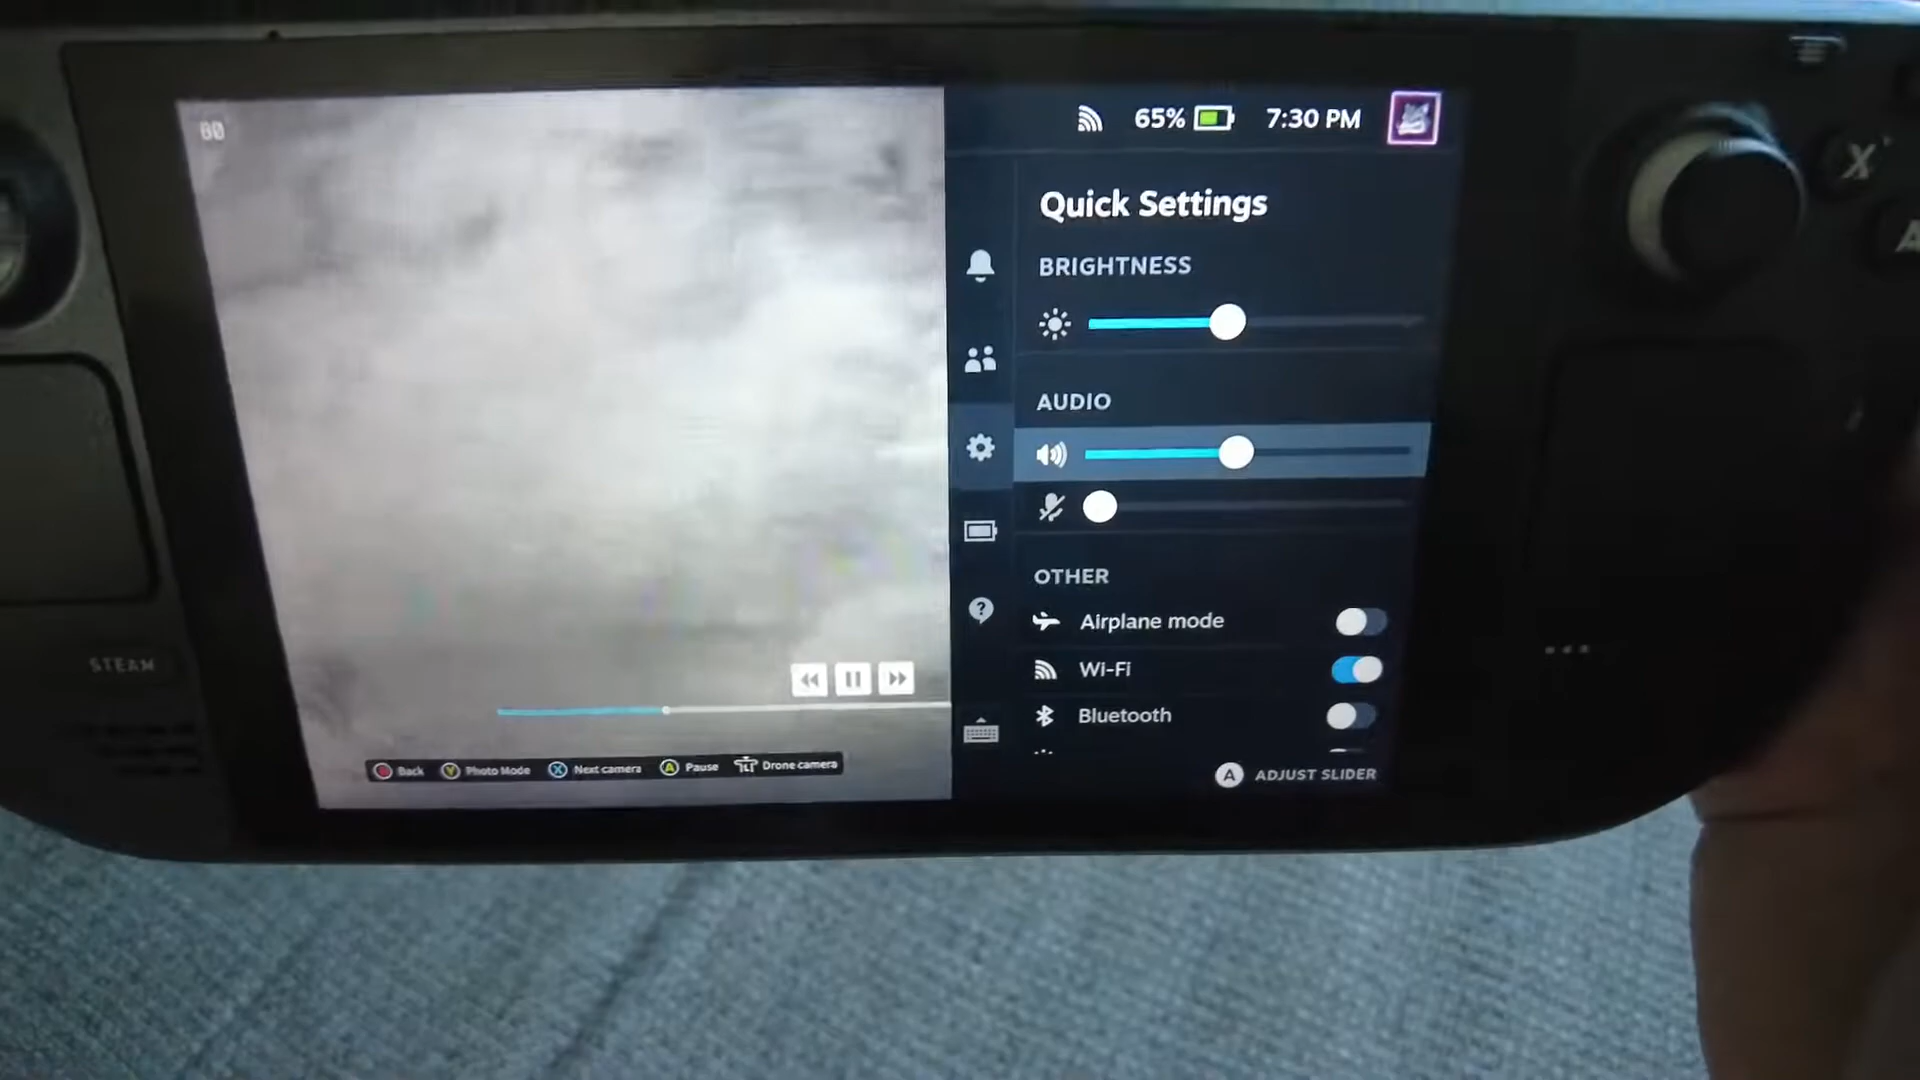 60
65% 7:30 PM
Quick Settings
BRIGHTNESS
AUDIO
OTHER
Airplane mode
Wi-Fi
Bluetooth
A ADJUST SLIDER
Back Y Photo Mode X Next camera A Pause Drone camera
STEAM
X
A